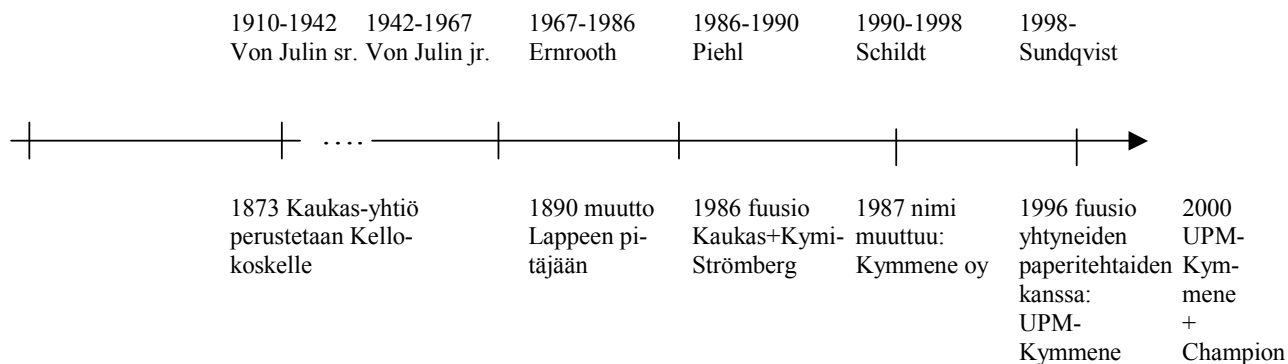 1910-1942
Von Julin sr.
1942-1967
Von Julin jr.
1967-1986
Ernrooth
1986-1990
Piehl
1990-1998
Schildt
1998-
Sundqvist
....
1873 Kaukas-yhtiö
perustetaan Kello-
koskelle
1890 muutto
Lappeen pi-
täjään
1986 fuusio
Kaukas+Kymi-
Strömberg
1987 nimi
muuttuu:
Kymmene oy
1996 fuusio
yhtyneiden
paperitehtaiden
kanssa:
UPM-
Kymmene
2000
UPM-
Kym-
mene
+
Champion